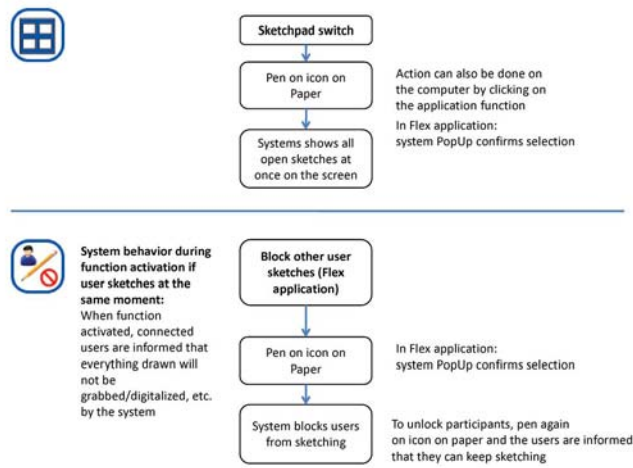 Sketchpad switch
Pen on icon on
Paper
Action can also be done on
the computer by clicking on
the application function
In Flex application:
system PopUp confirms selection
Systems shows all
open sketches at
once on the screen
System behavior during
function activation if
user sketches at the
same moment:
When function
activated, connected
users are informed that
everything drawn will
not be
grabbed/digitalized, etc.
by the system
Block other user
sketches (Flex
application)
Pen on icon on
Paper
In Flex application:
system PopUp confirms selection
System blocks users
from sketching
To unlock participants, pen again
on icon on paper and the users are informed
that they can keep sketching